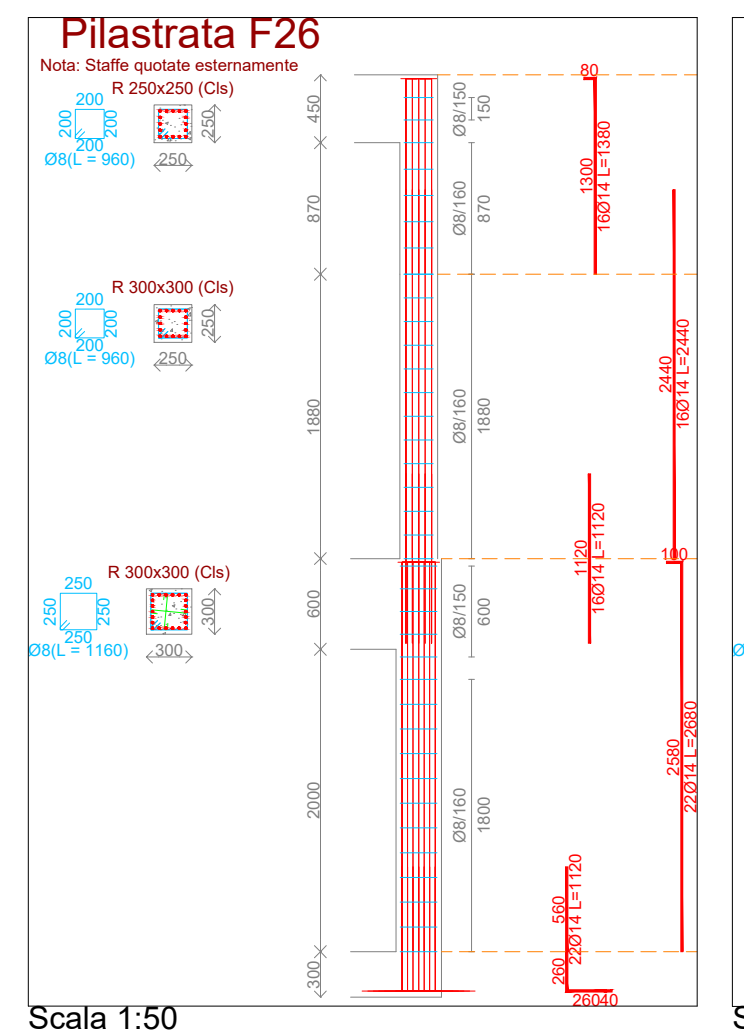 Pilastrata F26
Nota: Staffe quotate esternamente
R 250x250 (Cls)
200
200
200
200
Ø8(L = 960)
250
250
R 300x300 (Cls)
200
200
200
200
Ø8(L = 960)
250
250
R 300x300 (Cls)
250
250
250
250
Ø8(L = 1160)
300
300
450
870
1880
600
2000
300
Ø8/150
150
Ø8/160
870
Ø8/160
1880
Ø8/150
600
Ø8/160
1800
80
1300
16Ø14 L=1380
2440
16Ø14 L=2440
1120
16Ø14 L=1120
100
2580
22Ø14 L=2680
560
260
22Ø14 L=1120
26040
Scala 1:50